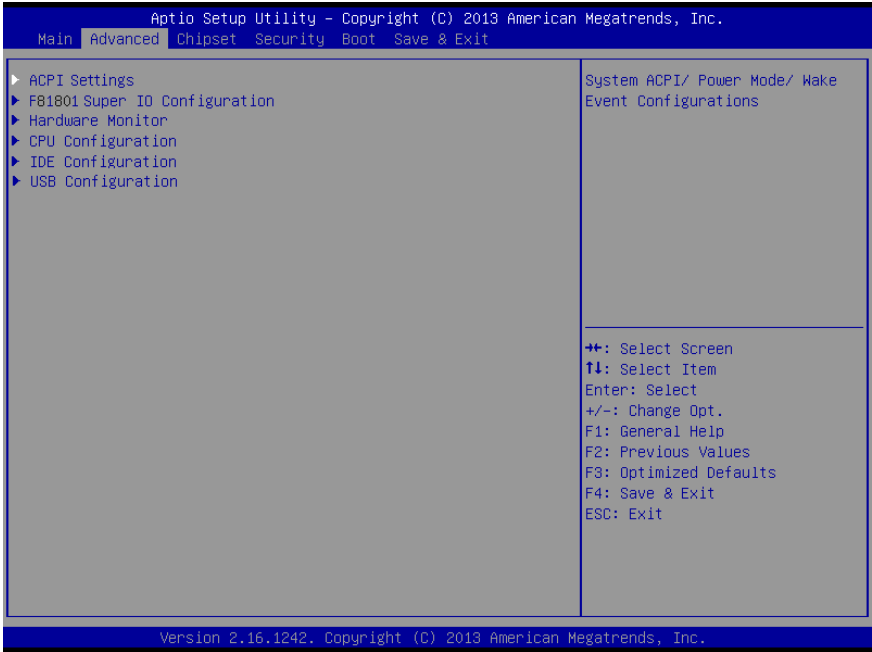 Aptio Setup Utility – Copyright (C) 2013 American Megatrends, Inc.
Main Advanced Chipset Security Boot Save & Exit
ACPI Settings
F81801 Super IO Configuration
Hardware Monitor
CPU Configuration
IDE Configuration
USB Configuration
System ACPI/ Power Mode/ Wake
Event Configurations
→←: Select Screen
↑↓: Select Item
Enter: Select
+/-: Change Opt.
F1: General Help
F2: Previous Values
F3: Optimized Defaults
F4: Save & Exit
ESC: Exit
Version 2.16.1242. Copyright (C) 2013 American Megatrends, Inc.